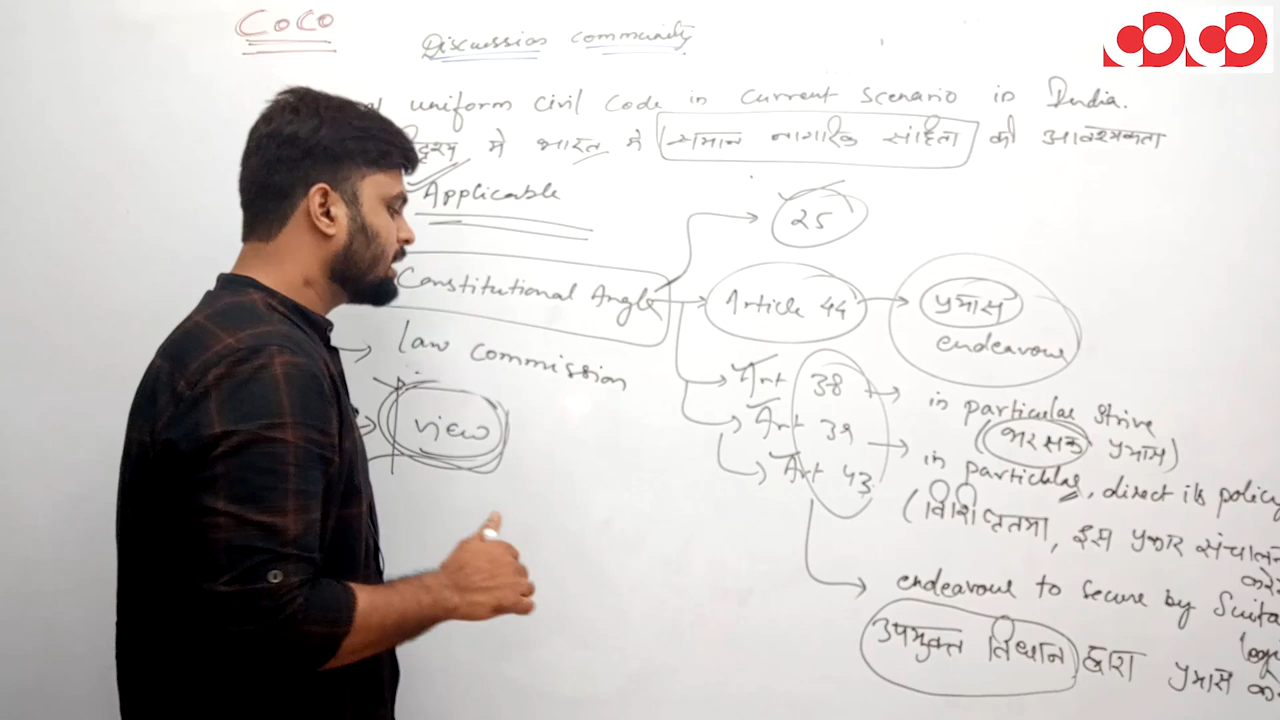 CoCo
COCO
Discussion community
uniform civil code in current scenario in India.
में भारत में समान नागरिक संहिता की आवश्यकता
Applicable
25
Constitutional Angle
Article 44
प्रयास
endeavour
law commission
view
Art 38
in particular strive
(भरसक प्रयास)
Art 39
in particular, direct its policy
(विशिष्टतया, इस प्रकार संचालन
करे
Art 43
endeavour to secure by
उपयुक्त विधान द्वारा प्रयास